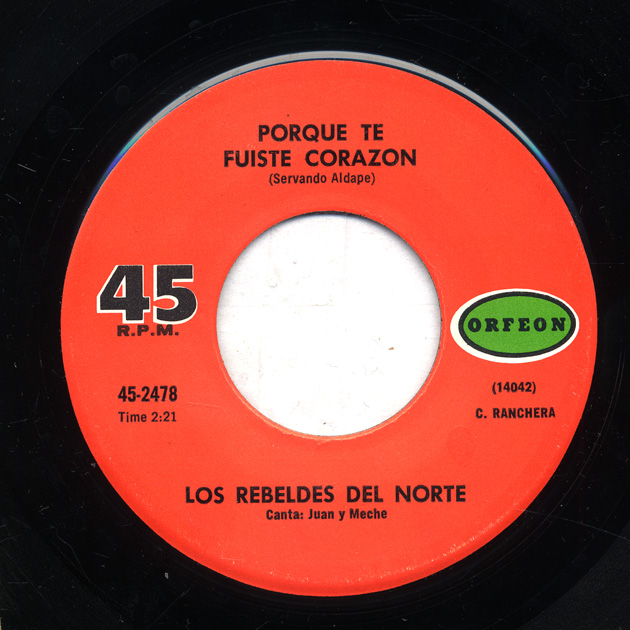 PORQUE TE
FUISTE CORAZON
(Servando Aldape)
45
R.P.M.
ORFEON
45-2478
Time 2:21
(14042)
C. RANCHERA
LOS REBELDES DEL NORTE
Canta: Juan y Meche